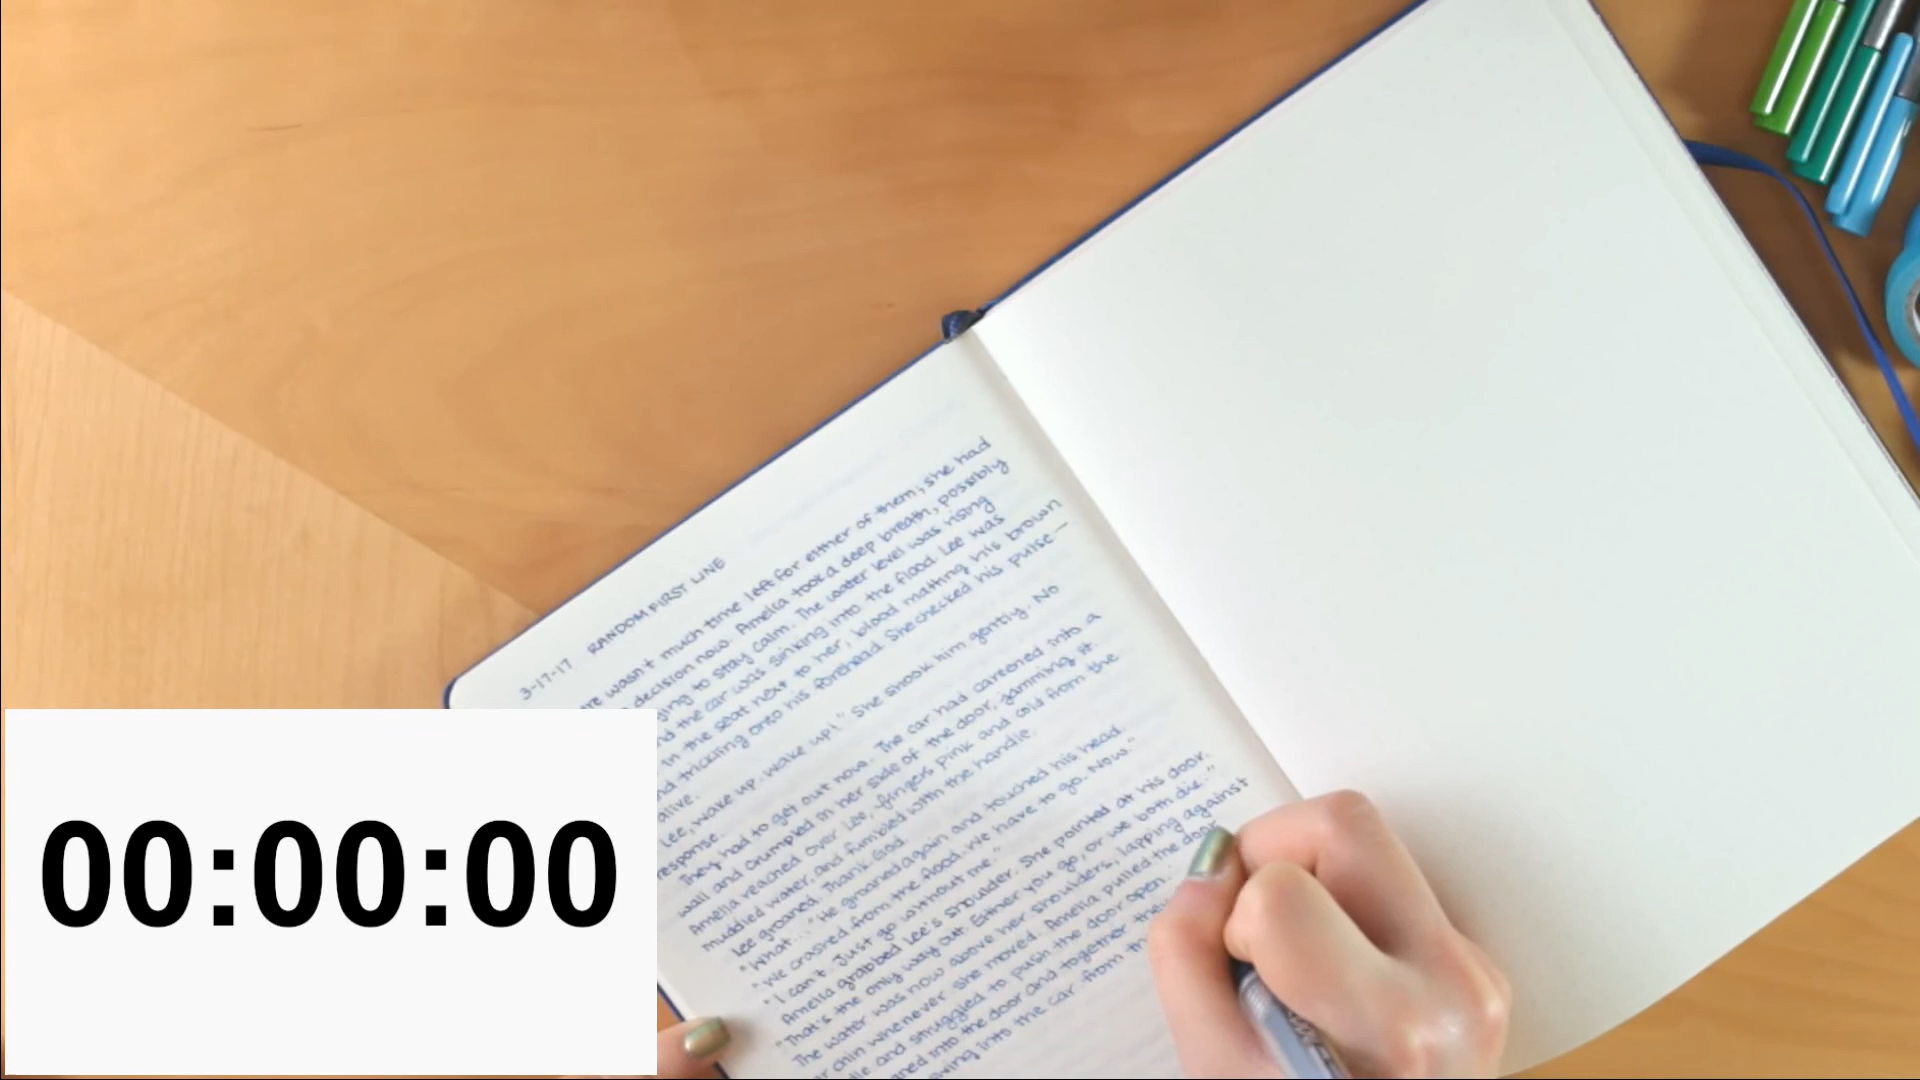 3-17-17 RANDOM FIRST LINE
re wasn't much time left for either of them; she had
decision now. Amelia took a deep breath, possibly
ging to stay calm. The water level was rising
nd the car was sinking into the flood. Lee was
in the seat next to her, blood matting his brown
nd trickling onto his forehead. She checked his pulse—
alive.
Lee, wake up. Wake up!" She shook him gently. No
response.
They had to get out now. The car had careened into a
wall and crumpled in her side of the door, jamming it.
Amelia reached over Lee, fingers pink and cold from the
muddied water, and fumbled with the handle.
Lee groaned. Thank God.
"What..." He groaned again and touched his head.
"We crashed from the flood. We have to go. Now."
"I can't. Just go without me."
Amelia grabbed Lee's shoulder. She pointed at his door.
"That's the only way out. Either you go, or we both die."
The water was now above her shoulders, lapping against
r chin whenever she moved. Amelia pulled the door
dle and struggled to push the door open.
ned into the door and together the
owing into the car from th
00:00:00